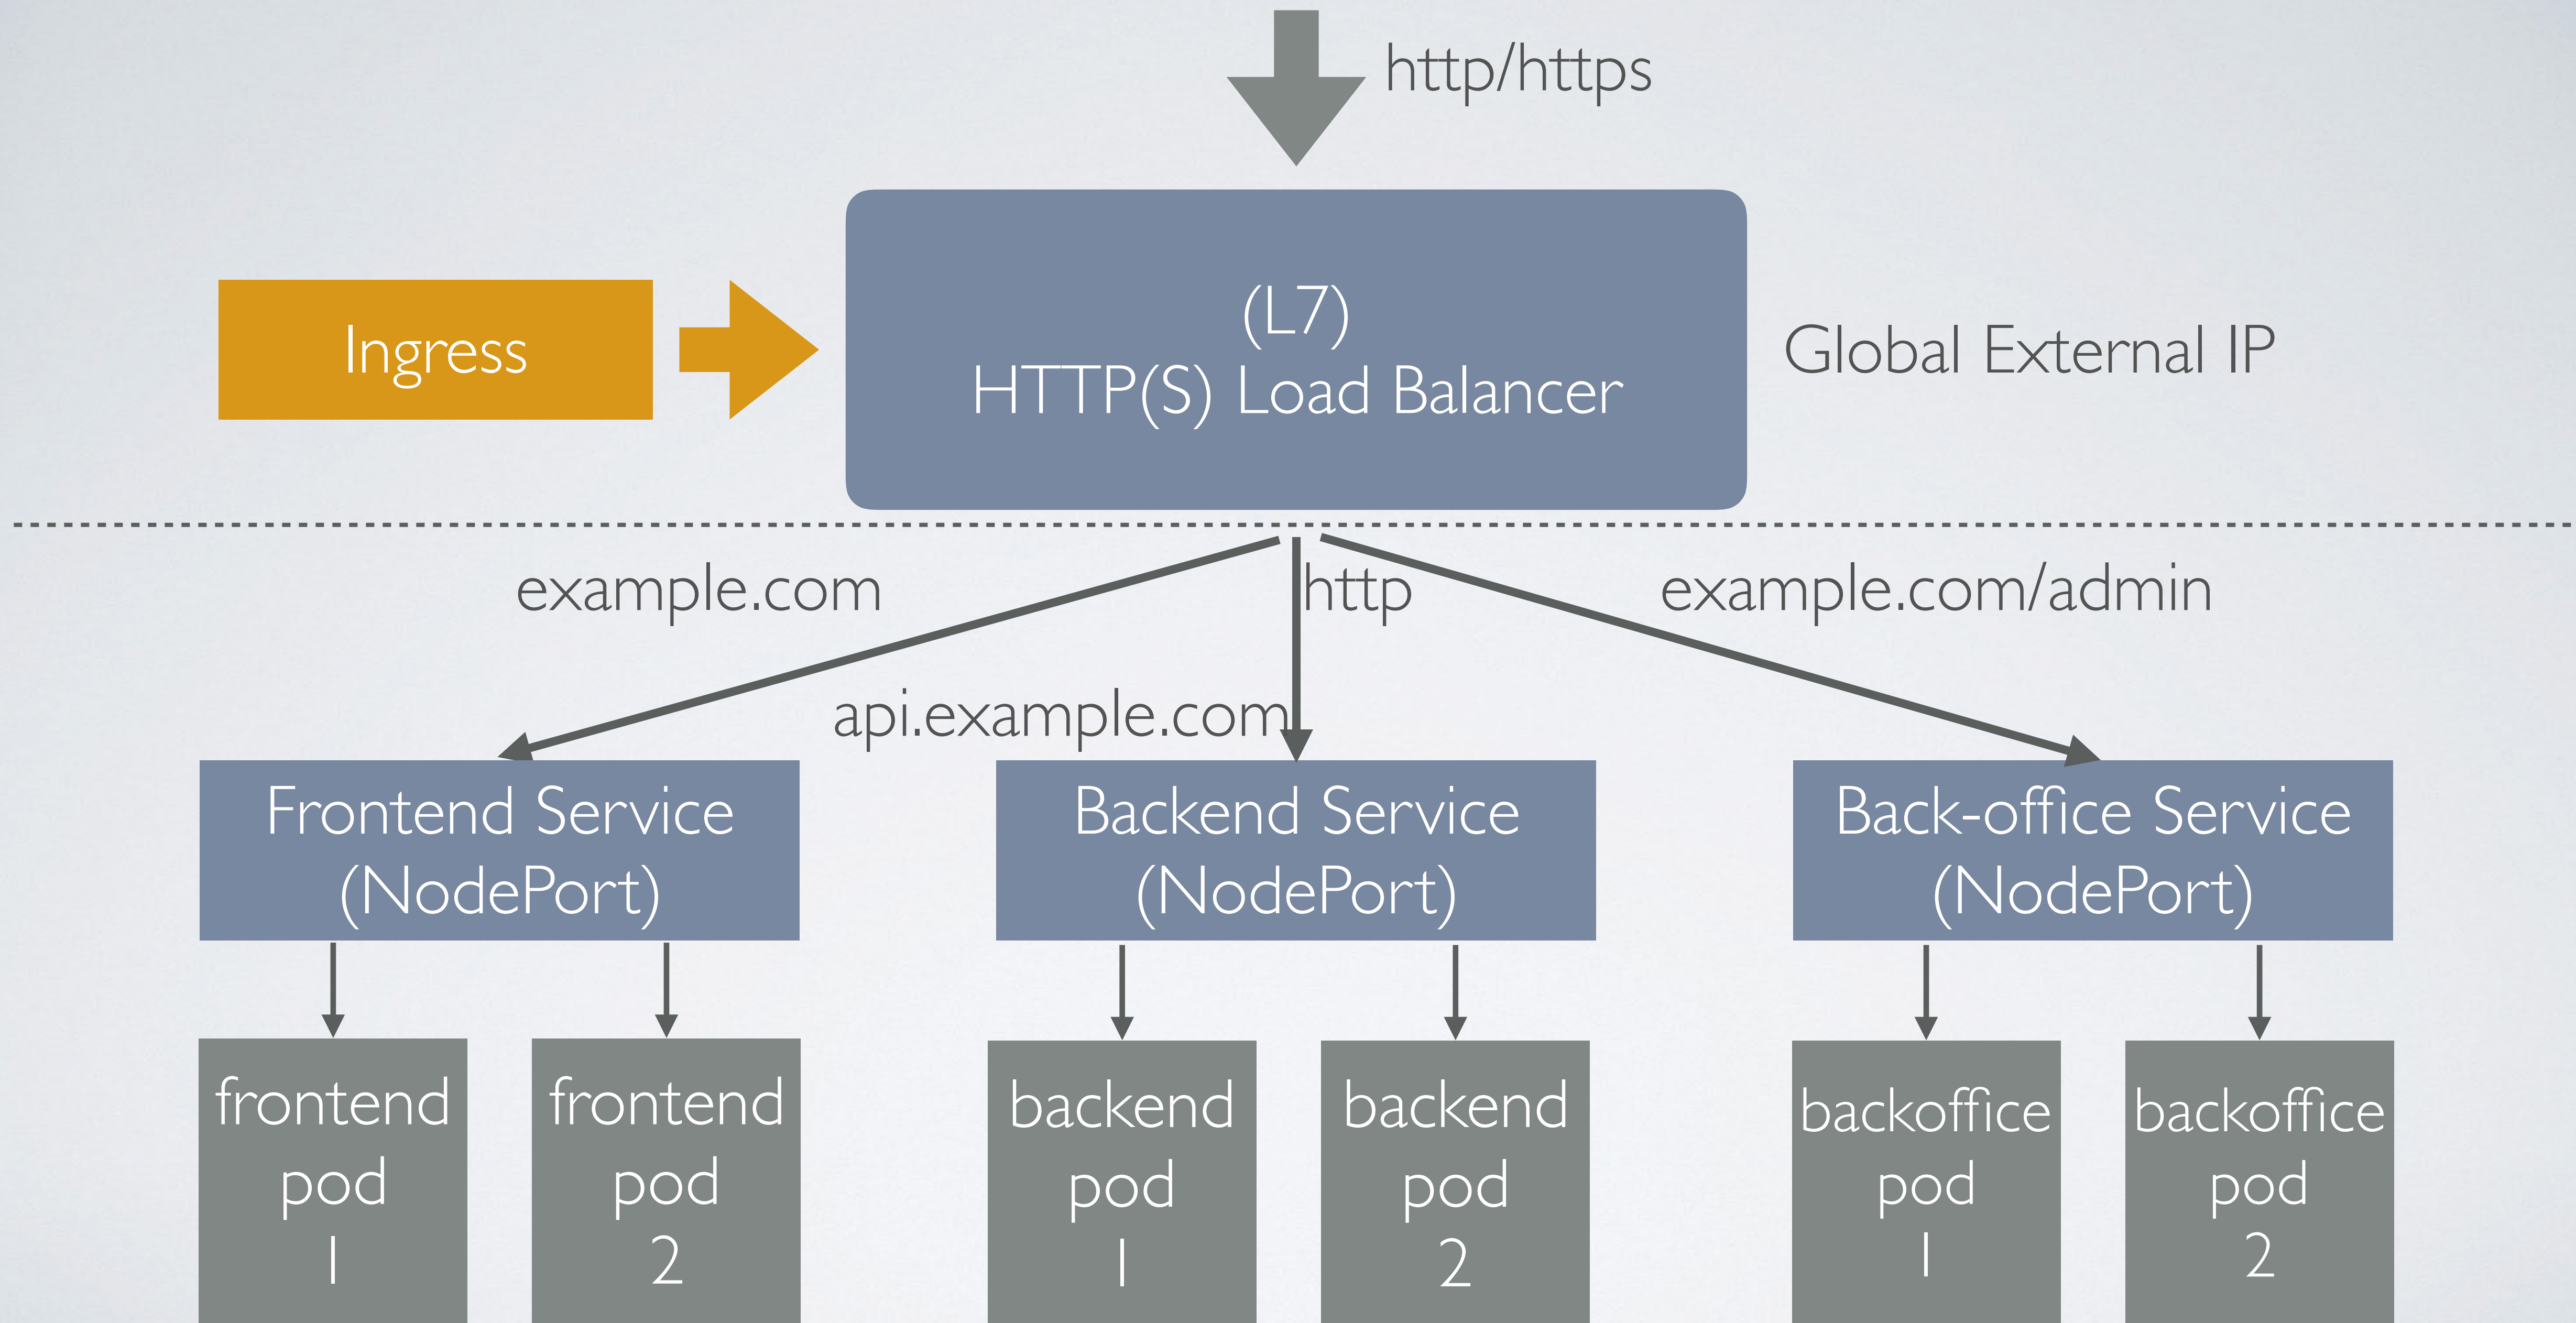 http/https
Ingress
(L7)
HTTP(S) Load Balancer
Global External IP
example.com
http
example.com/admin
api.example.com
Frontend Service
(NodePort)
Backend Service
(NodePort)
Back-office Service
(NodePort)
frontend
pod
1
frontend
pod
2
backend
pod
1
backend
pod
2
backoffice
pod
1
backoffice
pod
2